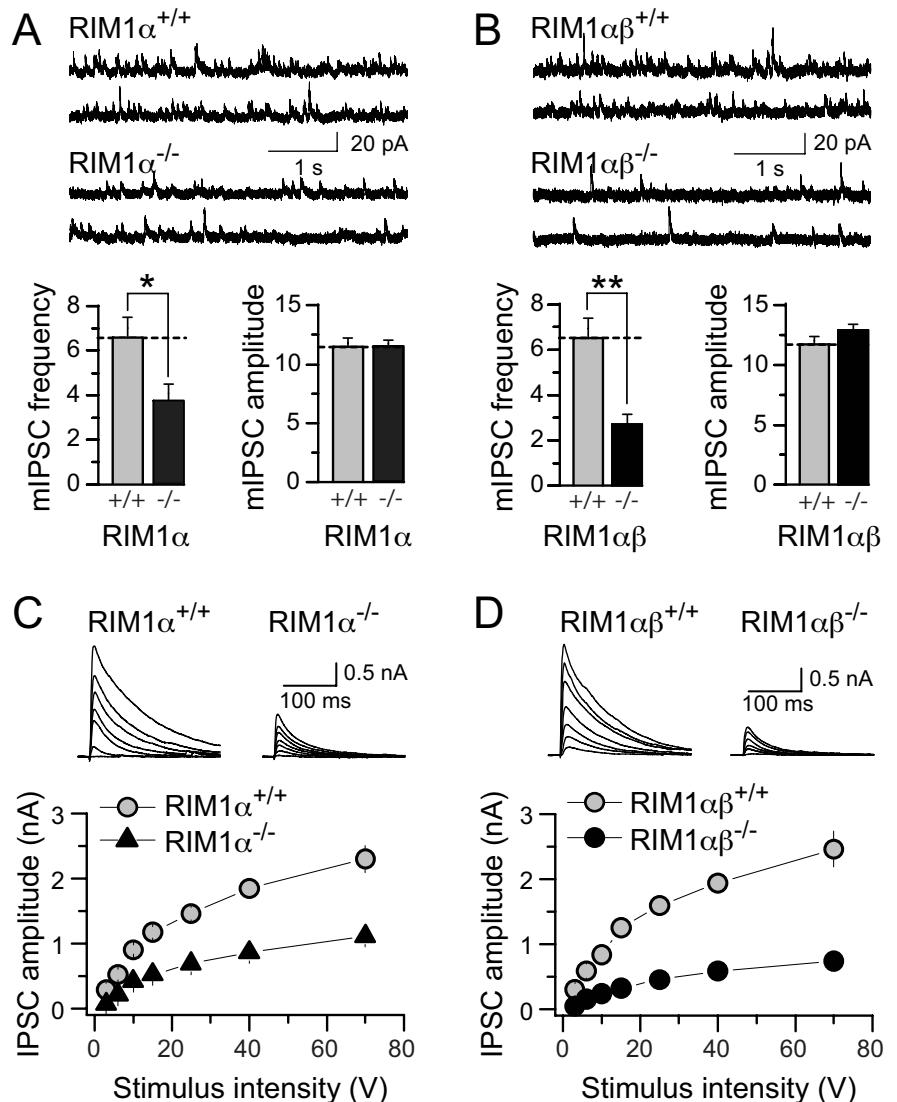 A
RIM1α+/+
20 pA
1 s
RIM1α-/-
*
mIPSC frequency
8
6
4
2
0
+/+ -/-
RIM1α
mIPSC amplitude
15
10
5
0
+/+ -/-
RIM1α
B
RIM1αβ+/+
20 pA
1 s
RIM1αβ-/-
**
mIPSC frequency
8
6
4
2
0
+/+ -/-
RIM1αβ
mIPSC amplitude
15
10
5
0
+/+ -/-
RIM1αβ
C
RIM1α+/+
RIM1α-/-
0.5 nA
100 ms
IPSC amplitude (nA)
3
2
1
0
RIM1α+/+
RIM1α-/-
0 20 40 60 80
Stimulus intensity (V)
D
RIM1αβ+/+
RIM1αβ-/-
0.5 nA
100 ms
IPSC amplitude (nA)
3
2
1
0
RIM1αβ+/+
RIM1αβ-/-
0 20 40 60 80
Stimulus intensity (V)